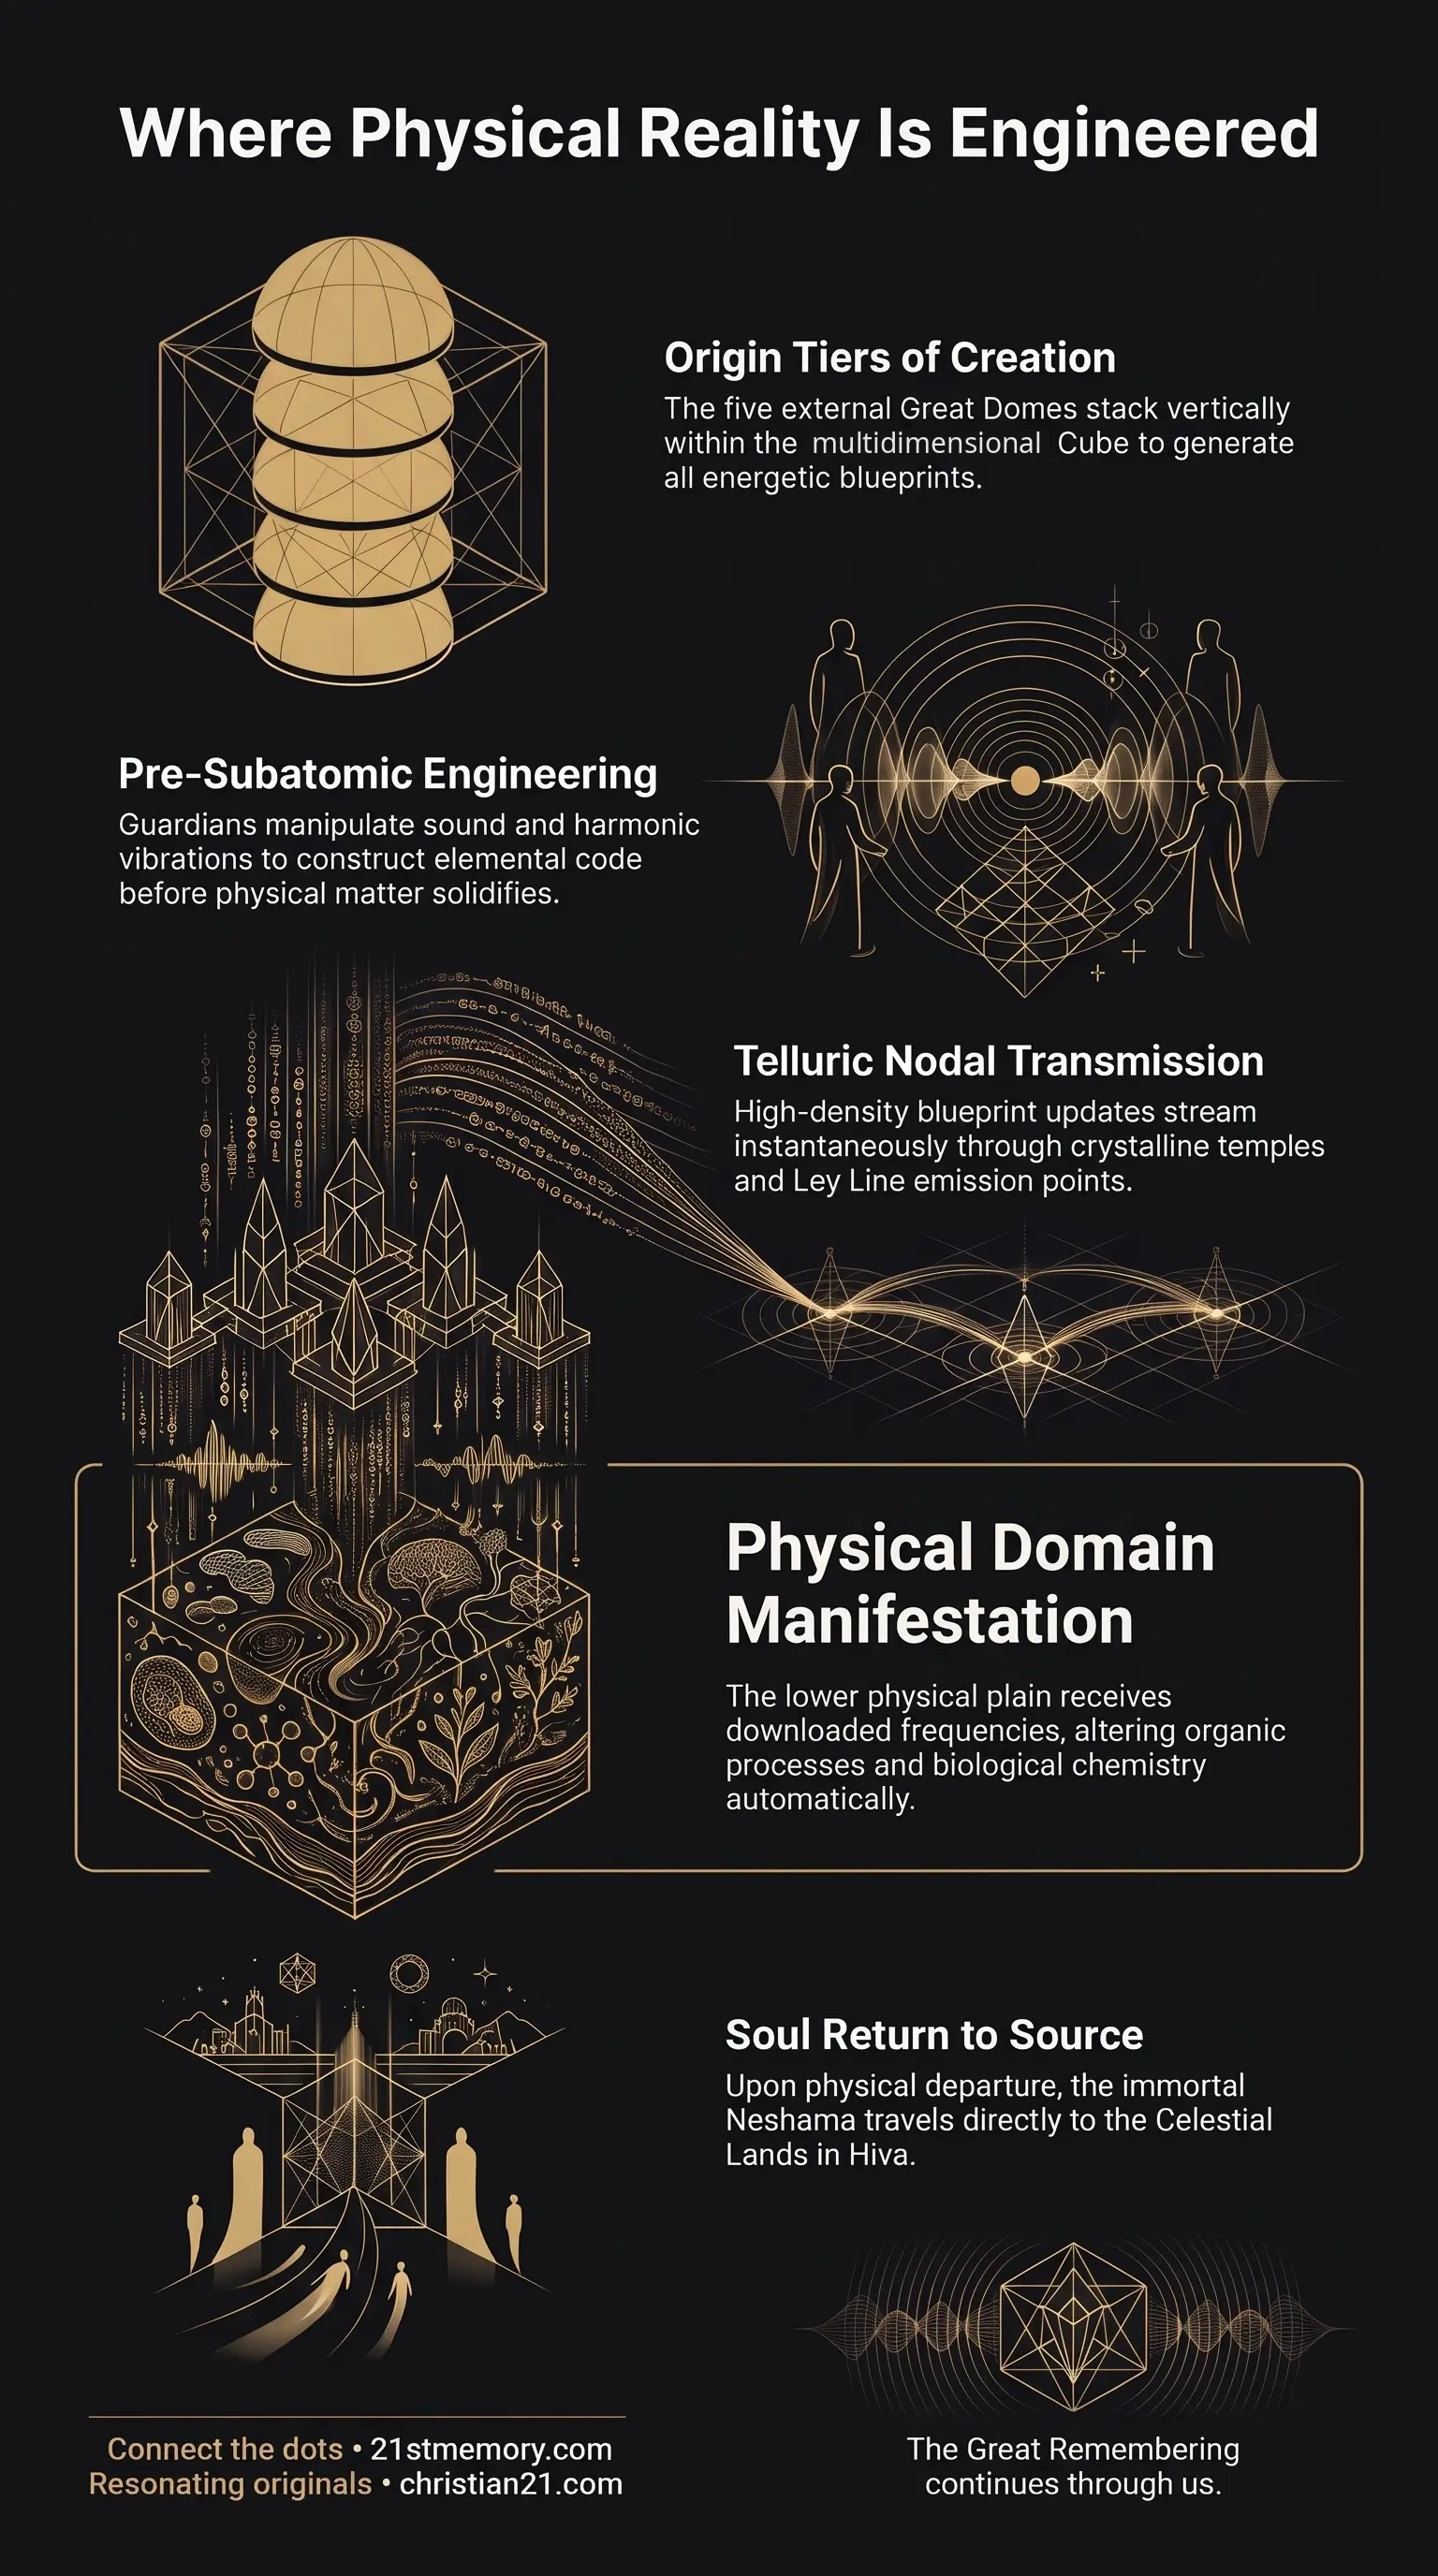 Where Physical Reality Is Engineered
Origin Tiers of Creation
The five external Great Domes stack vertically
within the multidimensional Cube to generate
all energetic blueprints.
Pre-Subatomic Engineering
Guardians manipulate sound and harmonic
vibrations to construct elemental code
before physical matter solidifies.
Telluric Nodal Transmission
High-density blueprint updates stream
instantaneously through crystalline temples
and Ley Line emission points.
Physical Domain
Manifestation
The lower physical plain receives
downloaded frequencies, altering organic
processes and biological chemistry
automatically.
Soul Return to Source
Upon physical departure, the immortal
Neshama travels directly to the Celestial
Lands in Hiva.
Connect the dots • 21stmemory.com
Resonating originals • christian21.com
The Great Remembering
continues through us.